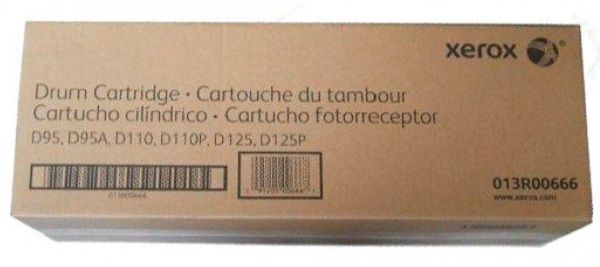 xerox
Drum Cartridge • Cartouche du tambour
Cartucho cilíndrico • Cartucho fotorreceptor
D95, D95A, D110, D110P, D125, D125P
013R00666
013R00666
www.xerox.com